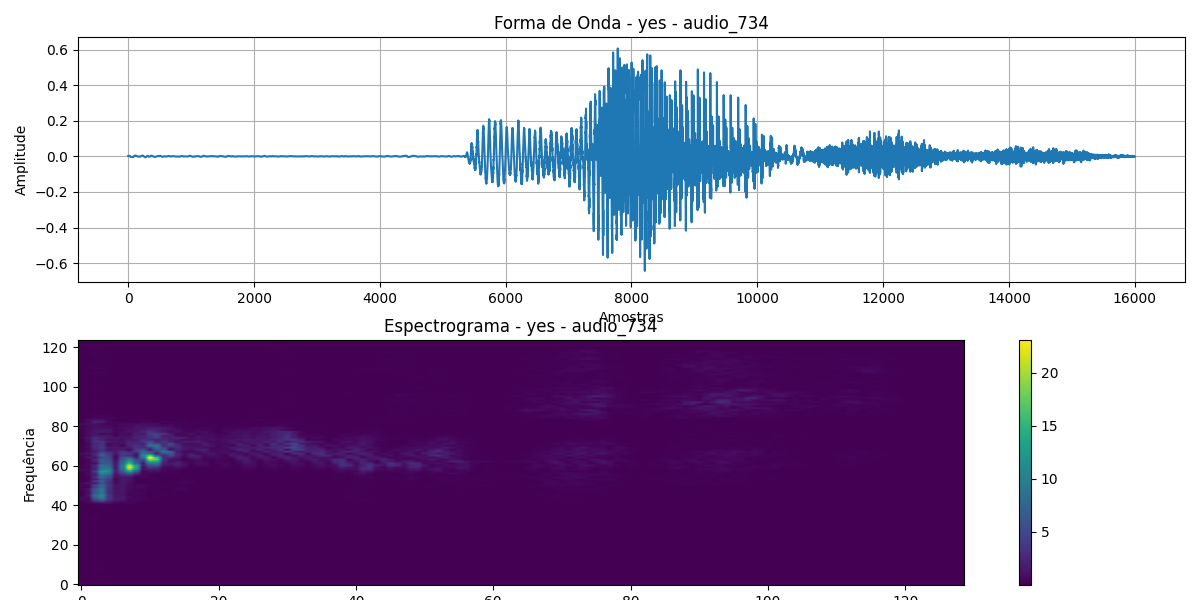 Forma de Onda - yes - audio_734
0.6
0.4
0.2
0.0
−0.2
−0.4
−0.6
Amplitude
0 2000 4000 6000 8000 10000 12000 14000 16000
Amostras
Espectrograma - yes - audio_734
120
100
80
60
40
20
0
Frequência
0 20 40 60 80 100 120
20
15
10
5